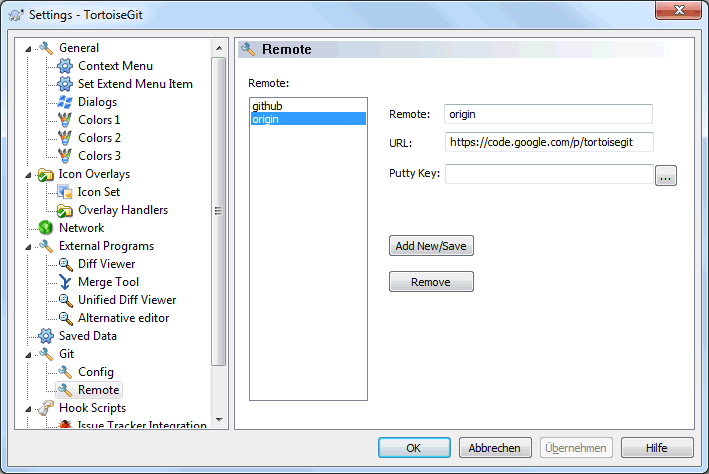 Settings - TortoiseGit
General
Context Menu
Set Extend Menu Item
Dialogs
Colors 1
Colors 2
Colors 3
Icon Overlays
Icon Set
Overlay Handlers
Network
External Programs
Diff Viewer
Merge Tool
Unified Diff Viewer
Alternative editor
Saved Data
Git
Config
Remote
Hook Scripts
Issue Tracker Integration
Remote
Remote:
github
origin
Remote: origin
URL: https://code.google.com/p/tortoisegit
Putty Key: ...
Add New/Save
Remove
OK Abbrechen Übernehmen Hilfe